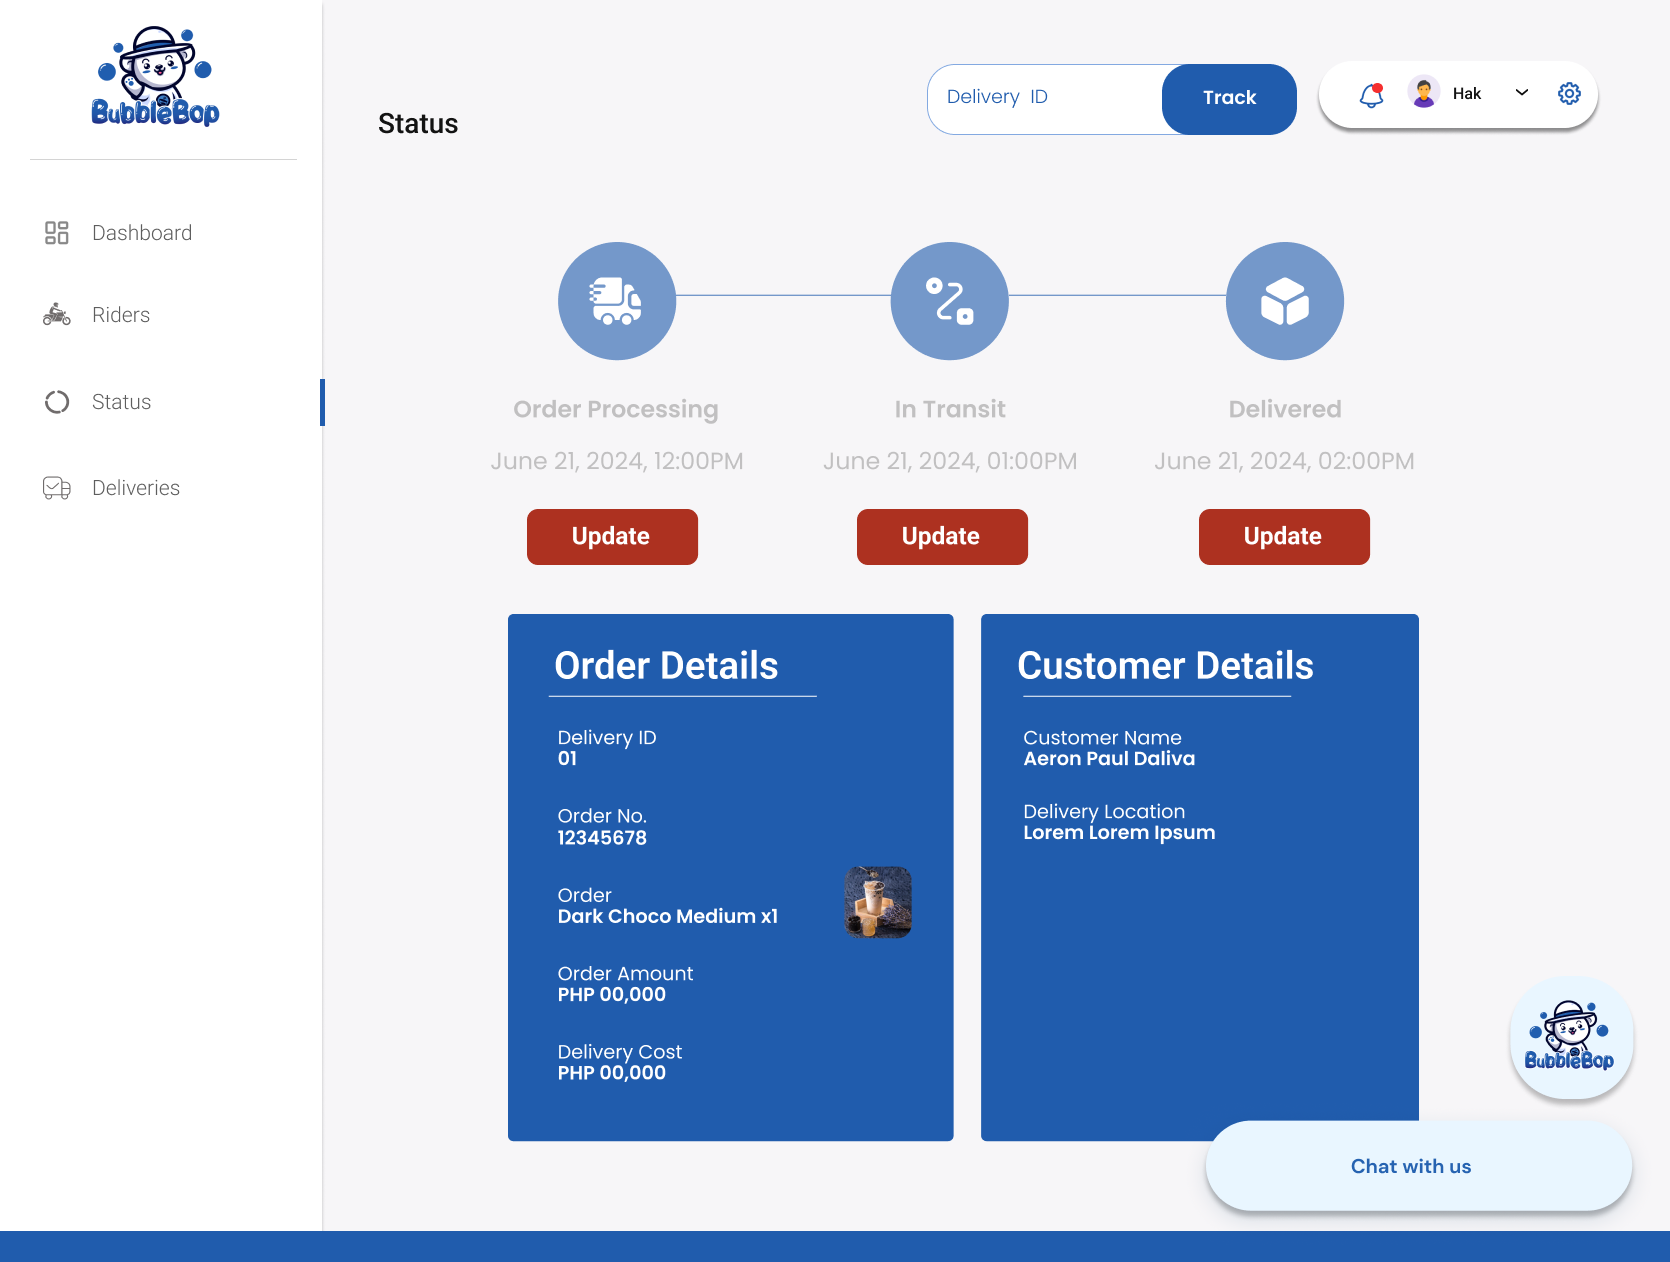 BubbleBop
Dashboard
Riders
Status
Deliveries
Status
Delivery ID
Track
Hak
Order Processing
June 21, 2024, 12:00PM
Update
In Transit
June 21, 2024, 01:00PM
Update
Delivered
June 21, 2024, 02:00PM
Update
Order Details
Delivery ID
01
Order No.
12345678
Order
Dark Choco Medium x1
Order Amount
PHP 00,000
Delivery Cost
PHP 00,000
Customer Details
Customer Name
Aeron Paul Daliva
Delivery Location
Lorem Lorem Ipsum
BubbleBop
Chat with us